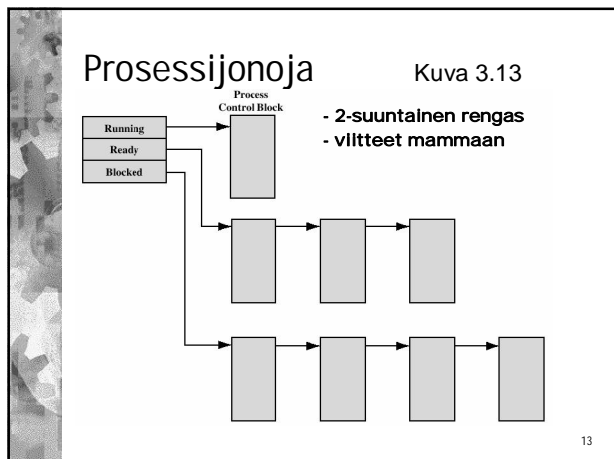 Prosessijonoja Kuva 3.13
Process
Control Block
- 2-suuntainen rengas
- viitteet mammaan
Running
Ready
Blocked
13